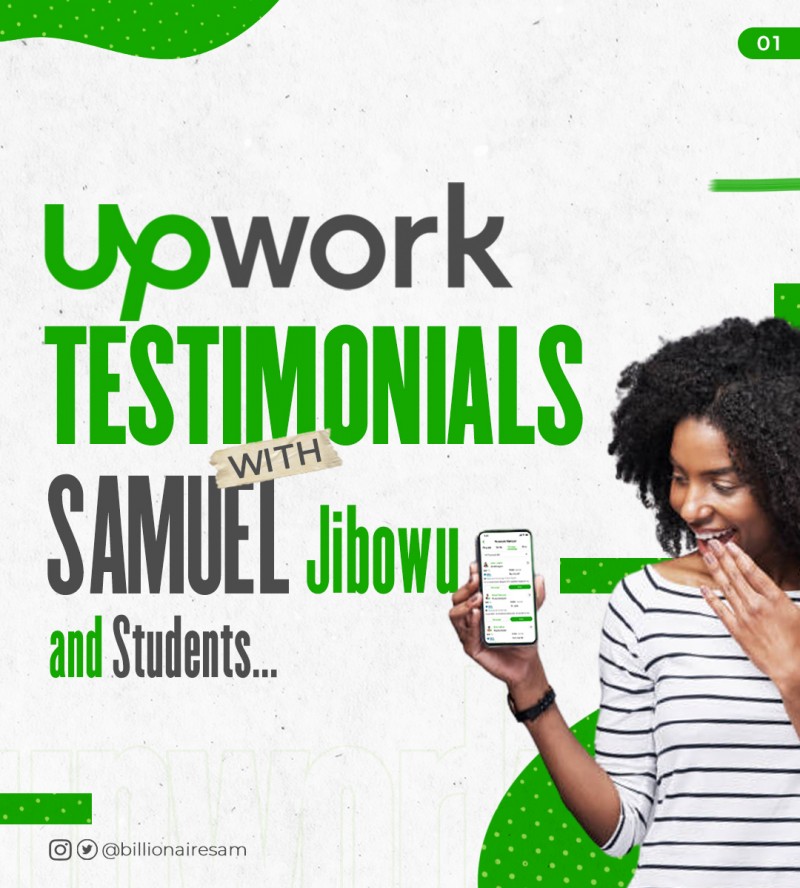 01
upwork
TESTIMONIALS
WITH
SAMUEL Jibowu
and Students...
@billionairesam